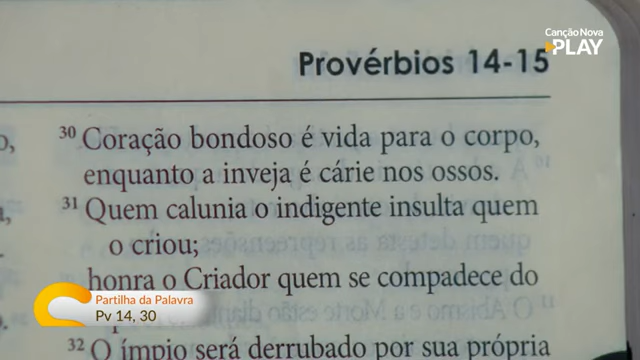 Canção Nova
PLAY
Provérbios 14-15
30 Coração bondoso é vida para o corpo,
enquanto a inveja é cárie nos ossos.
31 Quem calunia o indigente insulta quem
o criou;
honra o Criador quem se compadece do
Partilha da Palavra
Pv 14, 30
32 O ímpio será derrubado por sua própria